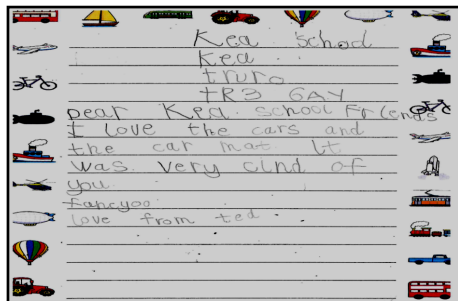 Kea School
Kea
truro
tR3 6AY
Dear Kea School Friends
I love the cars and
the car mat It
was very cind of
you.
Fancyoo
love from ted